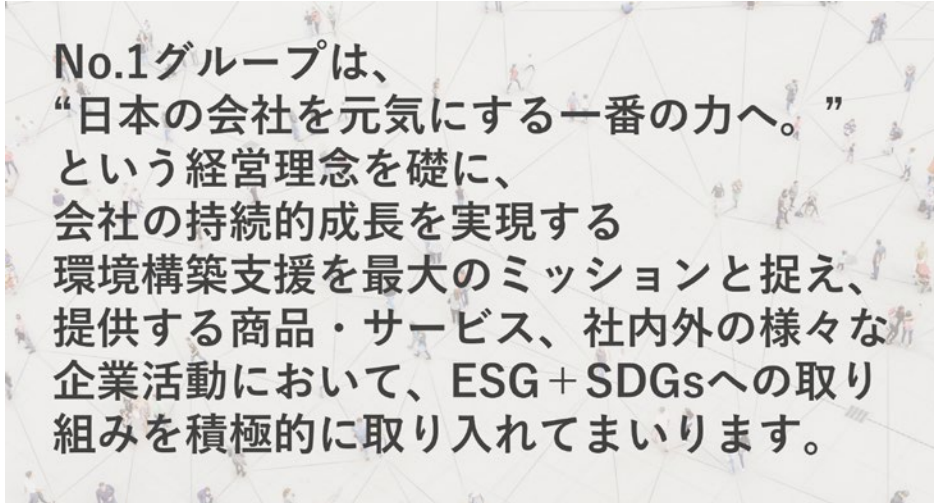 No.1グループは、
“日本の会社を元気にする一番の力へ。”
という経営理念を礎に、
会社の持続的成長を実現する
環境構築支援を最大のミッションと捉え、
提供する商品・サービス、社内外の様々な
企業活動において、ESG＋SDGsへの取り
組みを積極的に取り入れてまいります。